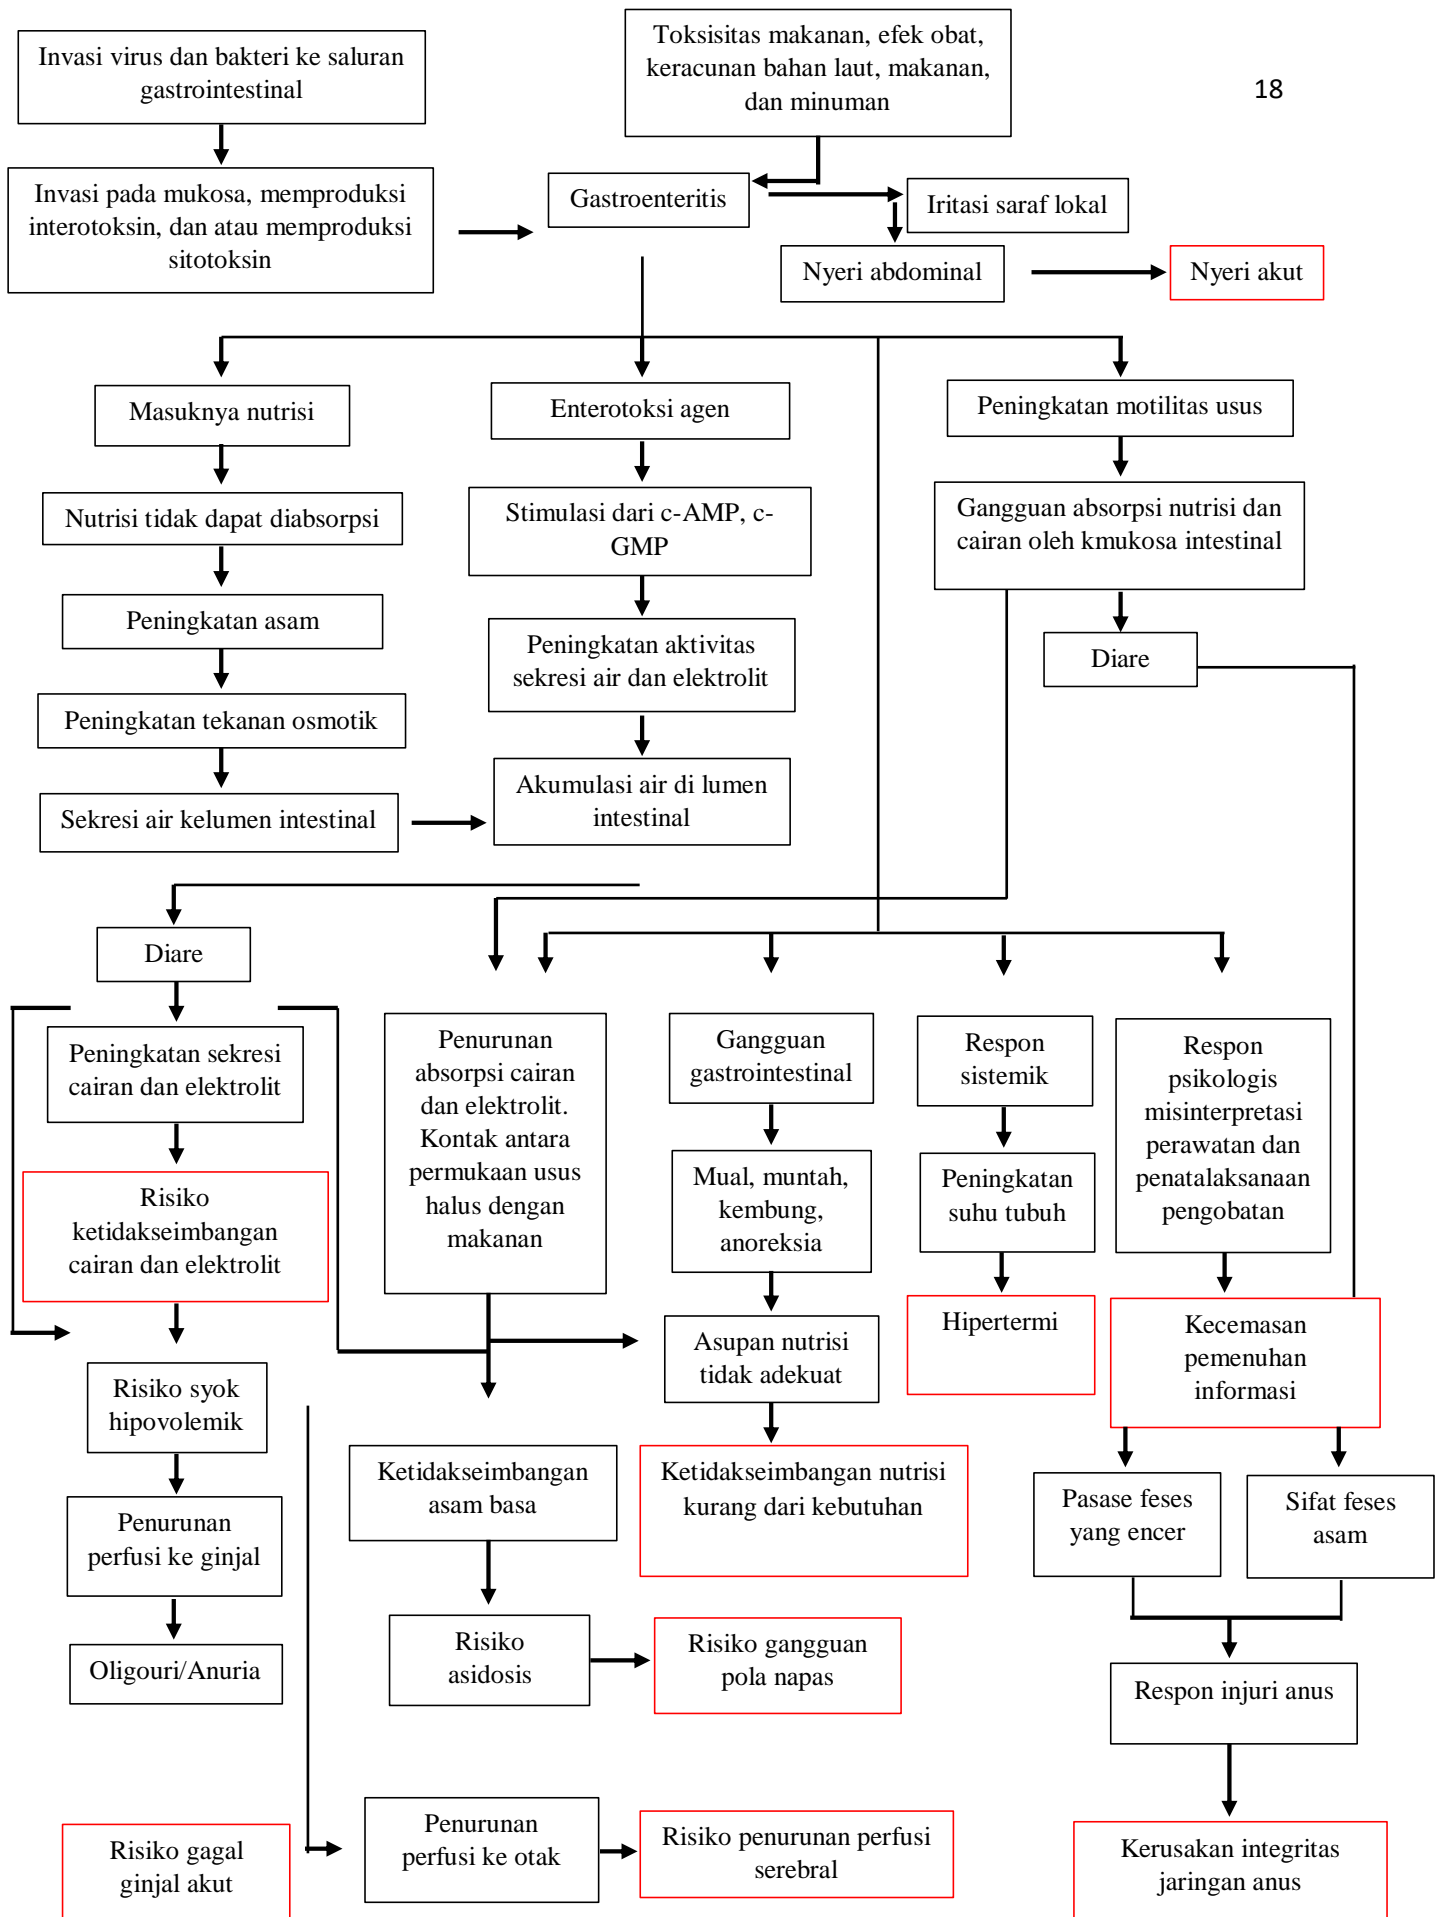 Invasi virus dan bakteri ke saluran
gastrointestinal
Toksisitas makanan, efek obat,
keracunan bahan laut, makanan,
dan minuman
18
Invasi pada mukosa, memproduksi
interotoksin, dan atau memproduksi
sitotoksin
Gastroenteritis
Iritasi saraf lokal
Nyeri abdominal
Nyeri akut
Masuknya nutrisi
Enterotoksi agen
Peningkatan motilitas usus
Nutrisi tidak dapat diabsorpsi
Stimulasi dari c-AMP, c-
GMP
Gangguan absorpsi nutrisi dan
cairan oleh kmukosa intestinal
Peningkatan asam
Peningkatan aktivitas
sekresi air dan elektrolit
Diare
Peningkatan tekanan osmotik
Sekresi air kelumen intestinal
Akumulasi air di lumen
intestinal
Diare
Peningkatan sekresi
cairan dan elektrolit
Penurunan
absorpsi cairan
dan elektrolit.
Kontak antara
permukaan usus
halus dengan
makanan
Gangguan
gastrointestinal
Respon
sistemik
Respon
psikologis
misinterpretasi
perawatan dan
penatalaksanaan
pengobatan
Risiko
ketidakseimbangan
cairan dan elektrolit
Mual, muntah,
kembung,
anoreksia
Peningkatan
suhu tubuh
Risiko syok
hipovolemik
Asupan nutrisi
tidak adekuat
Hipertermi
Kecemasan
pemenuhan
informasi
Ketidakseimbangan
asam basa
Ketidakseimbangan nutrisi
kurang dari kebutuhan
Pasase feses
yang encer
Sifat feses
asam
Penurunan
perfusi ke ginjal
Oligouri/Anuria
Risiko
asidosis
Risiko gangguan
pola napas
Respon injuri anus
Risiko gagal
ginjal akut
Penurunan
perfusi ke otak
Risiko penurunan perfusi
serebral
Kerusakan integritas
jaringan anus